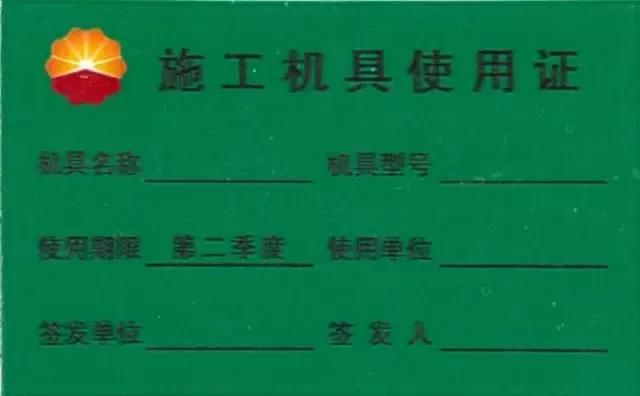 施工机具使用证
机具名称 机具型号
使用期限 第二季度 使用单位
签发单位 签发人